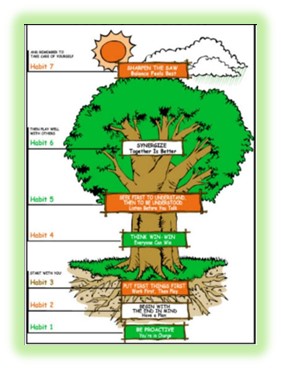 AND REMEMBER TO
TAKE CARE OF YOURSELF
Habit 7
SHARPEN THE SAW
Balance Feels Best
THEN PLAY WELL
WITH OTHERS
Habit 6
SYNERGIZE
Together Is Better
Habit 5
SEEK FIRST TO UNDERSTAND,
THEN TO BE UNDERSTOOD
Listen Before You Talk
Habit 4
THINK WIN-WIN
Everyone Can Win
START WITH YOU
Habit 3
PUT FIRST THINGS FIRST
Work First, Then Play
Habit 2
BEGIN WITH
THE END IN MIND
Have a Plan
Habit 1
BE PROACTIVE
You're in Charge